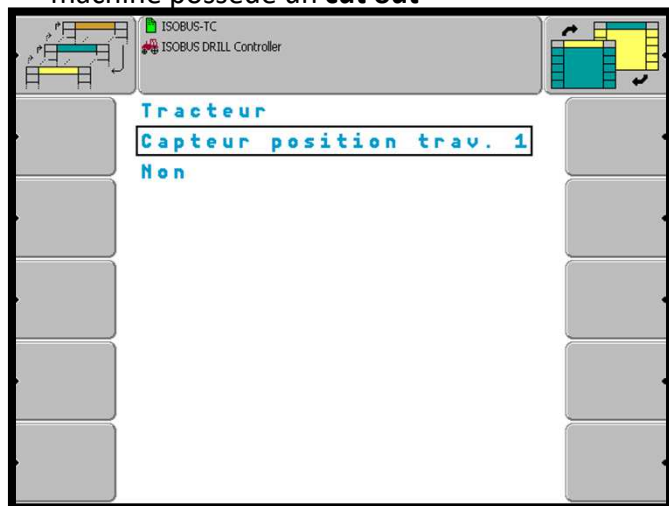 machine possède un cut out
ISOBUS-TC
ISOBUS DRILL Controller
Tracteur
Capteur position trav. 1
Non